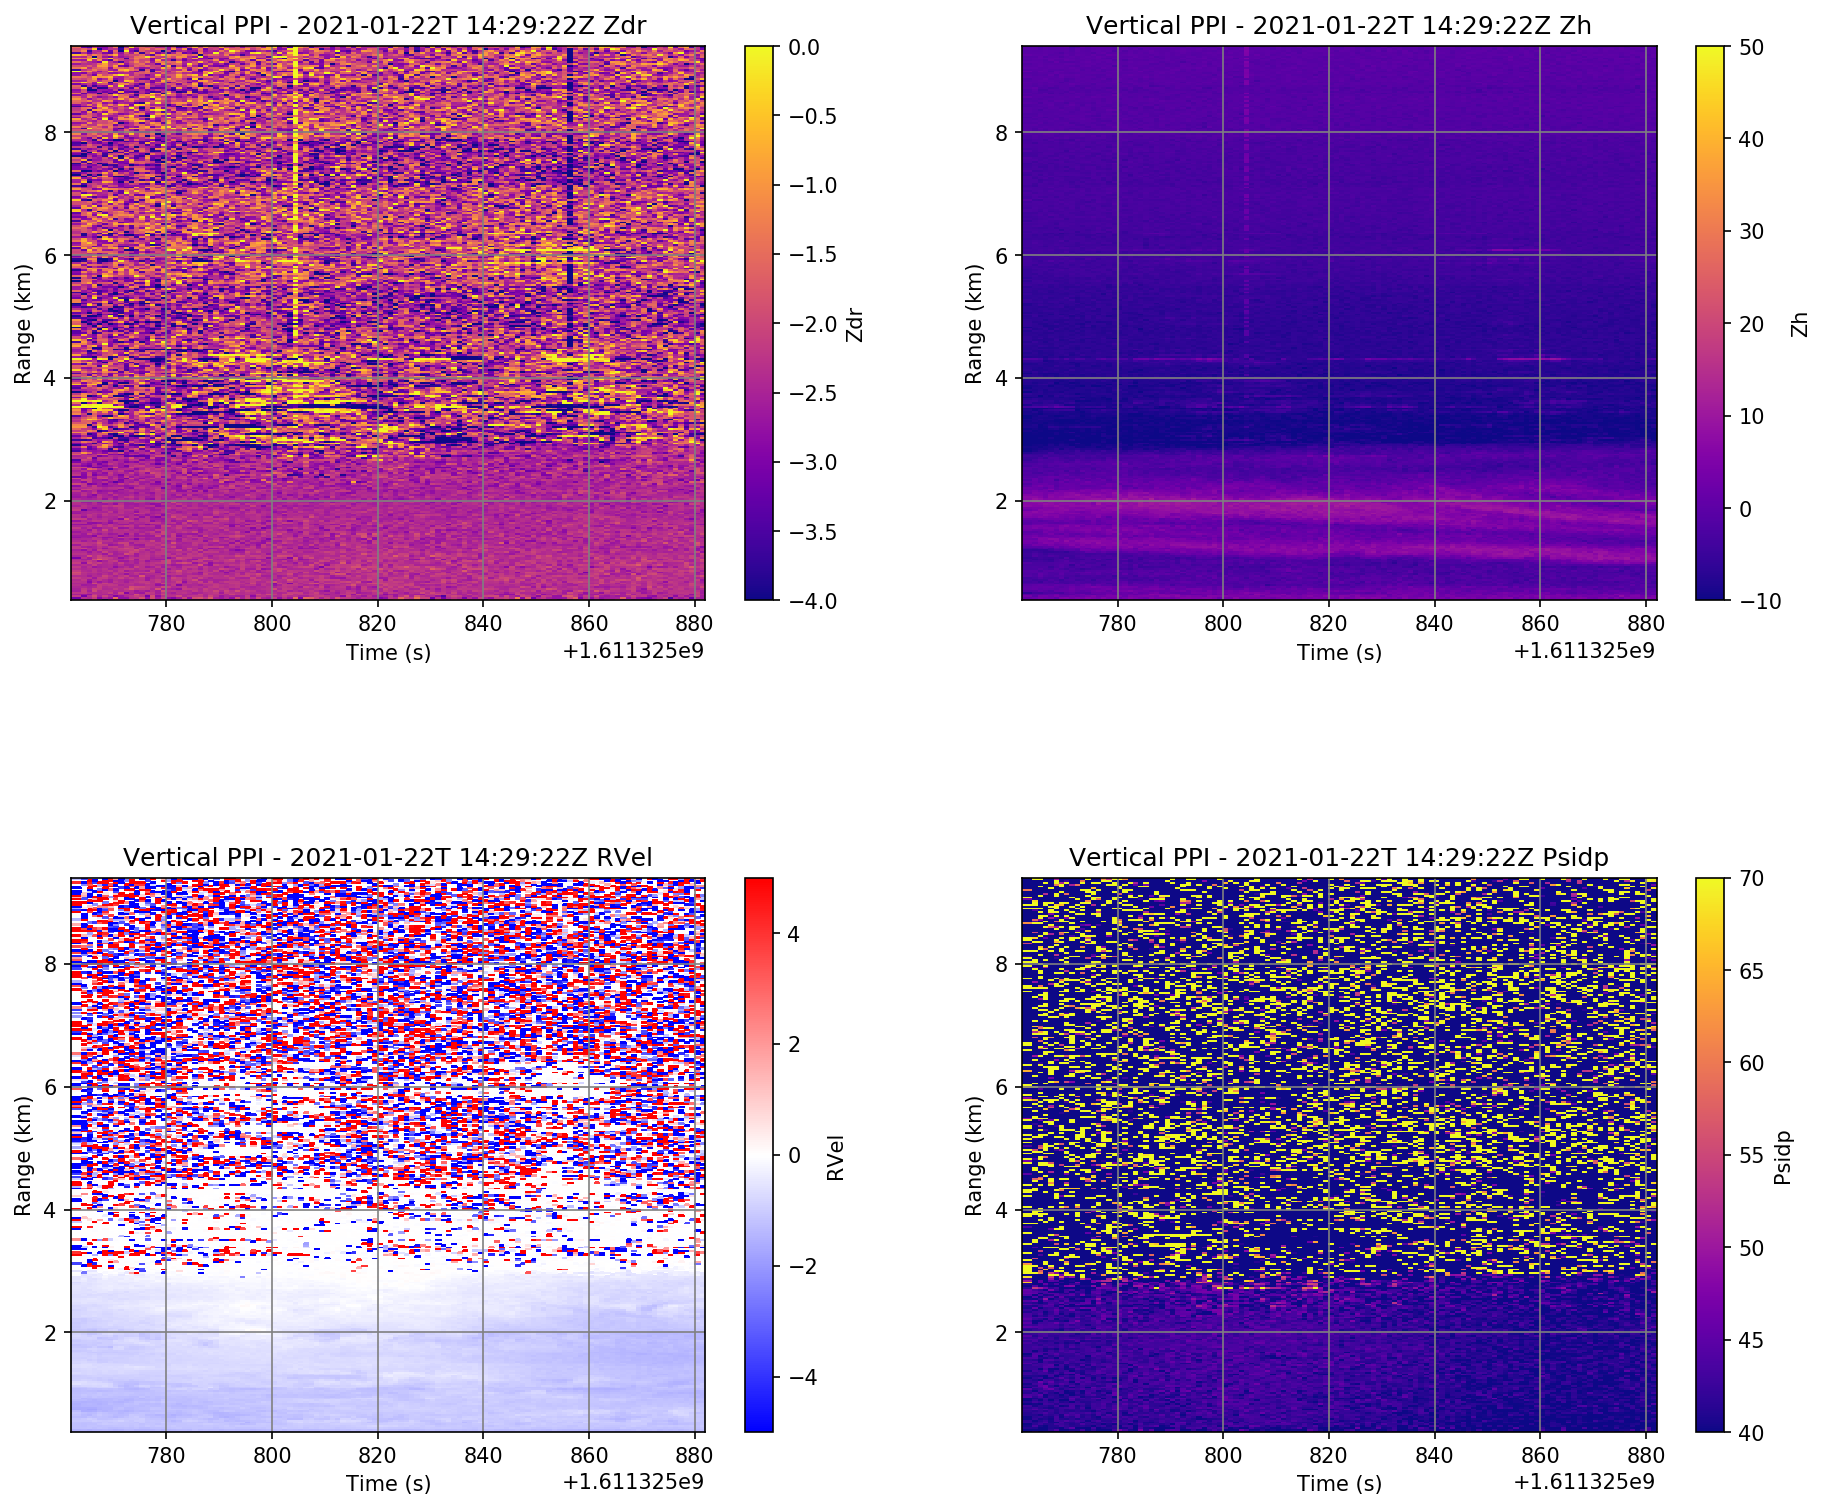 Vertical PPI - 2021-01-22T 14:29:22Z Zdr
Range (km)
8
6
4
2
780 800 820 840 860 880
Time (s)
+1.611325e9
0.0
−0.5
−1.0
−1.5
−2.0
−2.5
−3.0
−3.5
−4.0
Zdr
Vertical PPI - 2021-01-22T 14:29:22Z Zh
Range (km)
8
6
4
2
780 800 820 840 860 880
Time (s)
+1.611325e9
50
40
30
20
10
0
−10
Zh
Vertical PPI - 2021-01-22T 14:29:22Z RVel
Range (km)
8
6
4
2
780 800 820 840 860 880
Time (s)
+1.611325e9
4
2
0
−2
−4
RVel
Vertical PPI - 2021-01-22T 14:29:22Z Psidp
Range (km)
8
6
4
2
780 800 820 840 860 880
Time (s)
+1.611325e9
70
65
60
55
50
45
40
Psidp